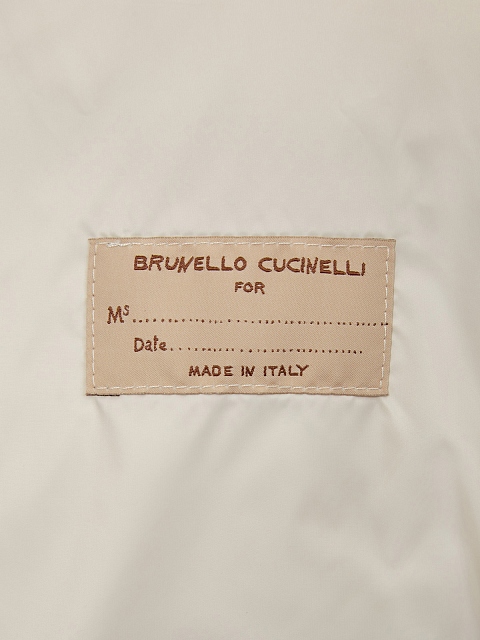 BRUNELLO CUCINELLI
FOR
Ms................................................
Date.....................................
MADE IN ITALY